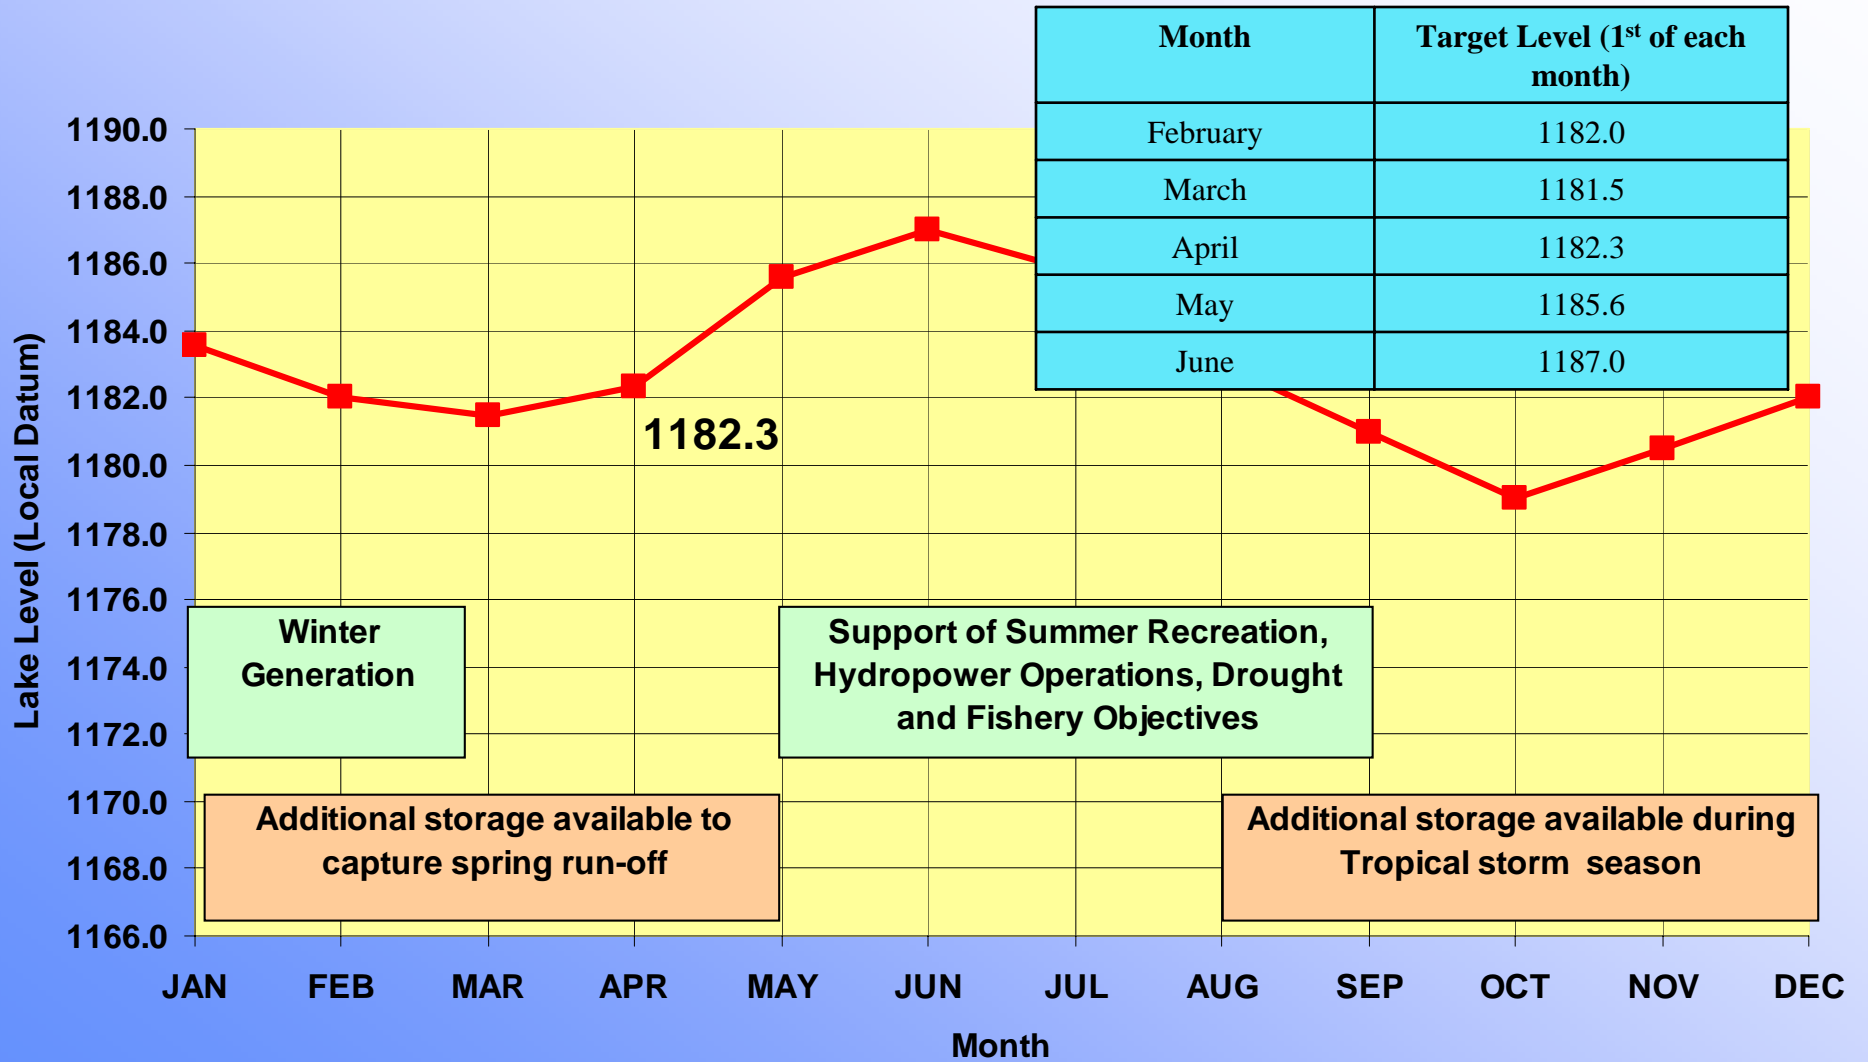 Month
Target Level (1st of each
month)
February
1182.0
March
1181.5
April
1182.3
May
1185.6
June
1187.0
Lake Level (Local Datum)
1190.0
1188.0
1186.0
1184.0
1182.0
1180.0
1178.0
1176.0
1174.0
1172.0
1170.0
1168.0
1166.0
1182.3
Winter
Generation
Support of Summer Recreation,
Hydropower Operations, Drought
and Fishery Objectives
Additional storage available to
capture spring run-off
Additional storage available during
Tropical storm  season
JAN FEB MAR APR MAY JUN JUL AUG SEP OCT NOV DEC
Month